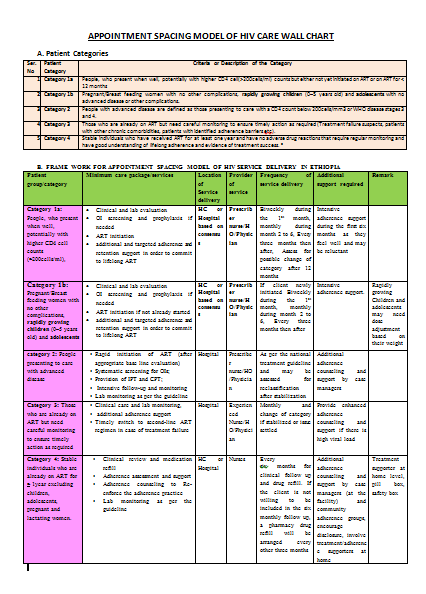 APPOINTMENT SPACING MODEL OF HIV CARE WALL CHART
A. Patient Categories
Ser. No
Patient Category
Criteria or Description of the Category
1
Category 1a
People, who present when well, potentially with higher CD4 cell(>200cells/ml) counts but either not yet initiated on ART or on ART for <
12 months
2
Category 1b
Pregnant/Breast feeding women with no other complications, rapidly growing children (0–5 years old) and adolescents with no
advanced disease or other complications.
3
Category 2
People with advanced disease are defined as those presenting to care with a CD4 count below 200cells/mm3 or WHO disease stages 3
and 4.
4
Category 3
Those who are already on ART but need careful monitoring to ensure timely action as required (Treatment failure suspects, patients
with other chronic comorbidities, patients with identified adherence barriers etc).
5
Category 4
Stable individuals who have received ART for at least one year and have no adverse drug reactions that require regular monitoring and
have good understanding of lifelong adherence and evidence of treatment success. *
B. FRAME WORK FOR APPOINTMENT SPACING MODEL OF HIV SERVICE DELIVERY IN ETHIOPIA
Patient
group/category
Minimum care package/services
Location
of
Service
delivery
Provider
of
service
Frequency of
service delivery
Additional
support required
Remark
Category 1a:
People, who present
when well,
potentially with
higher CD4 cell
counts
(>200cells/ml),
• Clinical and lab evaluation
• OI screening and prophylaxis if
needed
• ART initiation
• additional and targeted adherence and
retention support in order to commit
to lifelong ART
HC or
Hospital
based on
consensu
s
Prescrib
er
nurse/H
O/Physic
ian
Biweekly during
the 1st month,
monthly during
month 2 to 6, Every
three months then
after, Assess for
possible change of
category after 12
months
Intensive
adherence support
during the first six
months as they
feel well and may
be reluctant
Category 1b:
Pregnant/Breast
feeding women with
no other
complications,
rapidly growing
children (0–5 years
old) and adolescents
• Clinical and lab evaluation
• OI screening and prophylaxis if
needed
• ART initiation if not already started
• additional and targeted adherence and
retention support in order to commit
to lifelong ART
HC or
Hospital
based on
consensu
s
Prescrib
er
nurse/H
O/Physic
ian
If client newly
initiated Biweekly
during the 1st
month, monthly
during month 2 to
6, Every three
months then after
Intensive
adherence support.
Rapidly
growing
Children and
adolescents
may need
dose
adjustment
based on
their weight
category 2: People
presenting to care
with advanced
disease
• Rapid initiation of ART (after
appropriate base line evaluation)
• Systematic screening for OIs;
• Provision of IPT and CPT;
• Intensive follow-up and monitoring
• Lab monitoring as per the guideline
Hospital
Prescribe
r
nurse/HO
/Physicia
n
As per the national
treatment guideline
and may be
assessed for
reclassification
after stabilization
Additional
adherence
counseling and
support by case
managers
Category 3: Those
who are already on
ART but need
careful monitoring
to ensure timely
action as required
• Clinical care and lab monitoring,
• additional adherence support
• Timely switch to second-line ART
regimen in case of treatment failure
Hospital
Experien
ced
Nurse/H
O/Physici
an
Monthly and
change of category
if stabilized or issue
settled
Provide enhanced
adherence
counseling and
support if there is
high viral load
Category 4: Stable
individuals who are
already on ART for
≥ 1year excluding
children,
adolescents,
pregnant and
lactating women.
• Clinical review and medication
refill
• Adherence assessment and support
• Adherence counseling to Re-
enforce the adherence practice
• Lab monitoring as per the
guideline
HC or
Hospital
Nurse
Every
six- months for
clinical follow up
and drug refill. If
the client is not
willing to be
included in the six
monthly follow up,
a pharmacy drug
refill will be
arranged every
other three months
Additional
adherence
counseling and
support by case
managers (at the
facility) and
community
adherence groups,
encourage
disclosure, involve
treatment/adherenc
e supporters at
home
Treatment
supporter at
home level,
pill box,
safety box